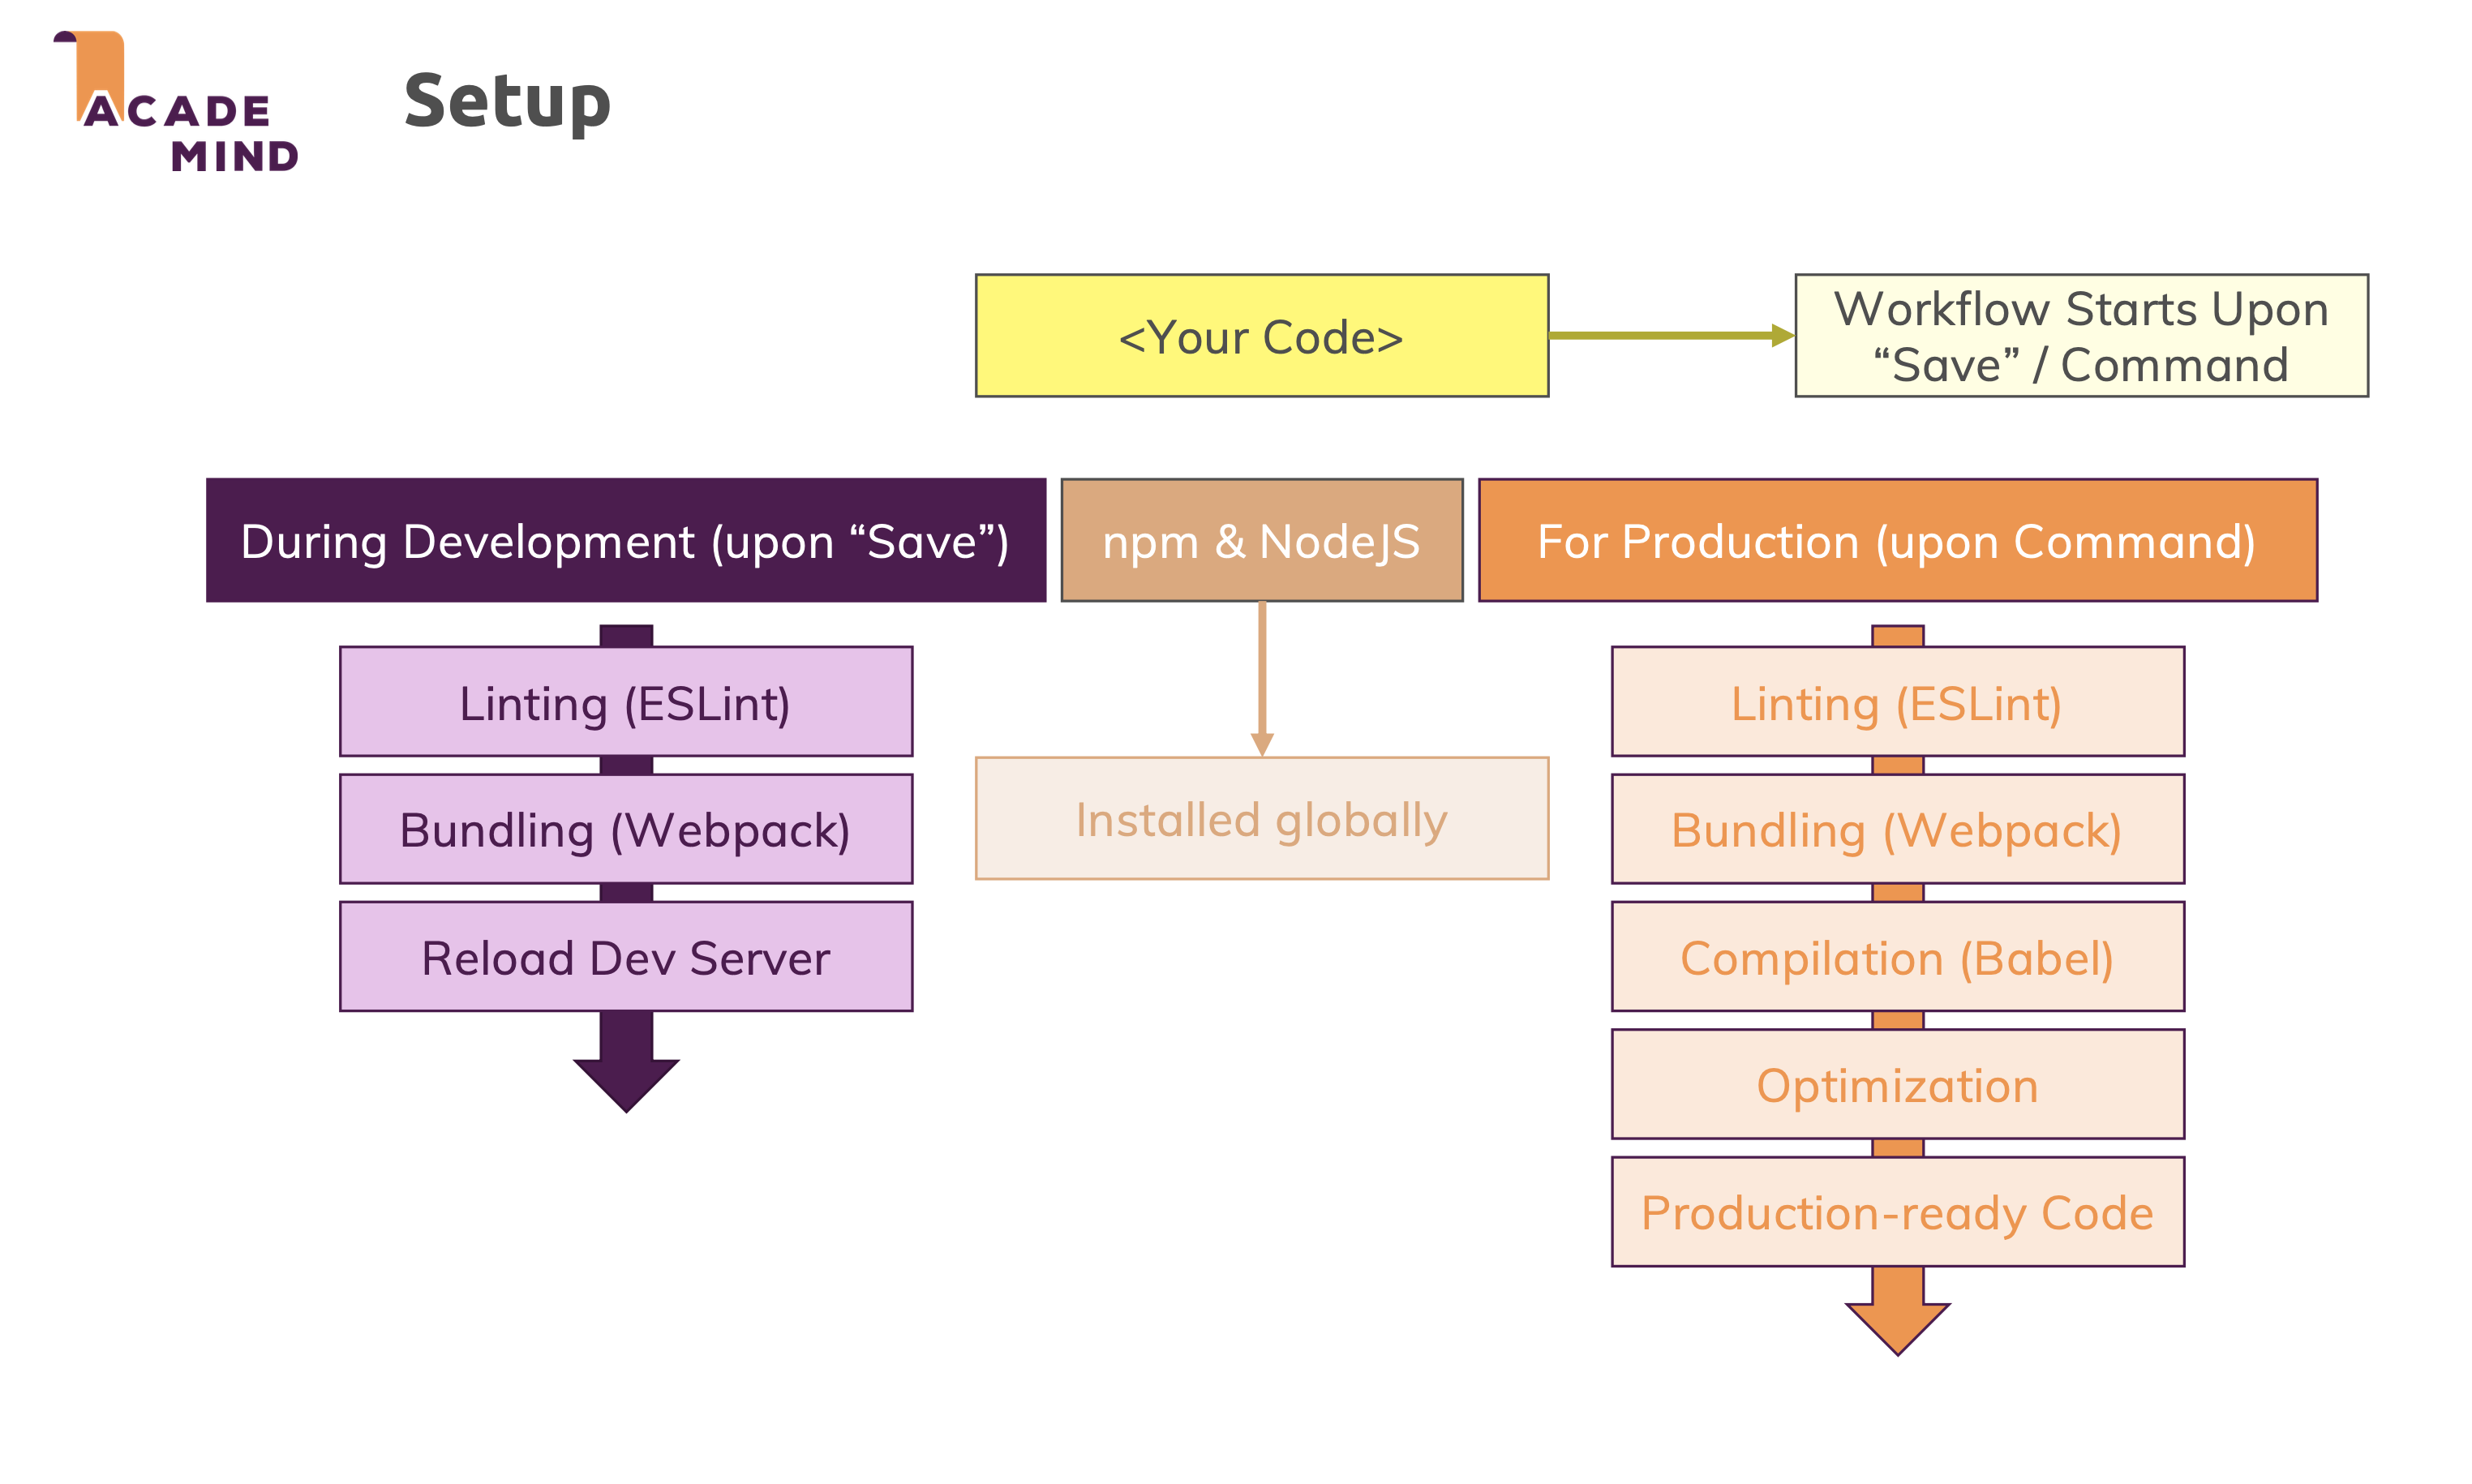 ACADE
MIND
Setup
<Your Code>
Workflow Starts Upon
“Save” / Command
During Development (upon “Save”)
npm & NodeJS
For Production (upon Command)
Linting (ESLint)
Bundling (Webpack)
Reload Dev Server
Installed globally
Linting (ESLint)
Bundling (Webpack)
Compilation (Babel)
Optimization
Production-ready Code